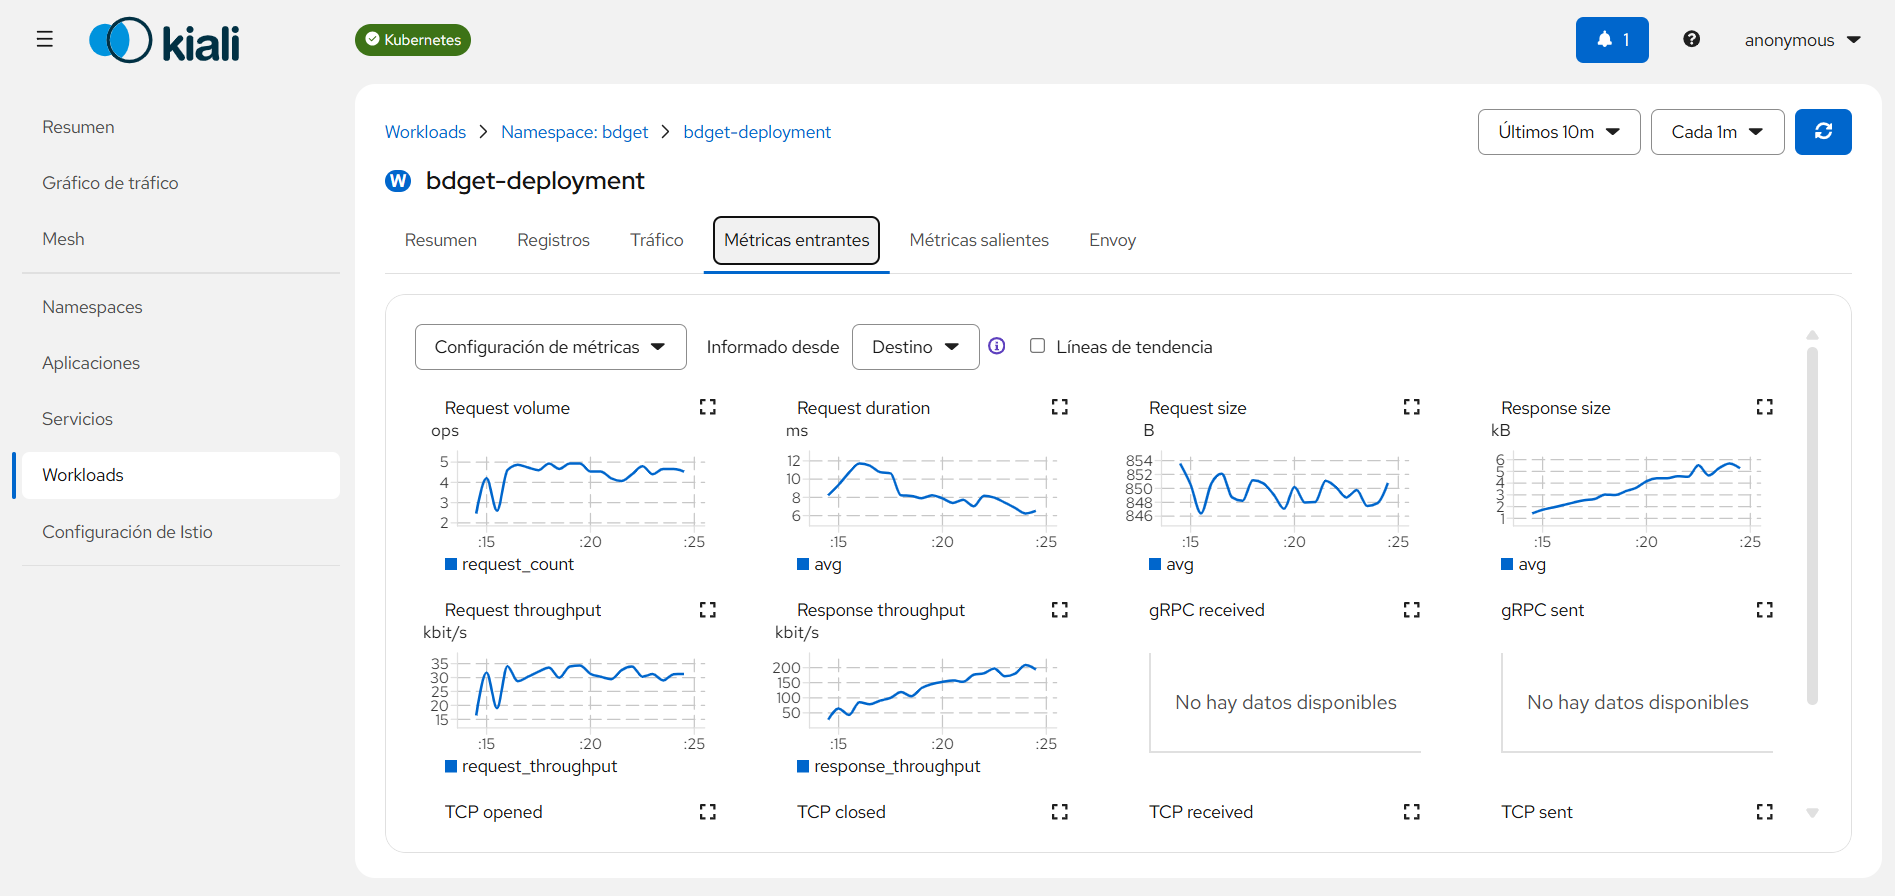 kiali
Kubernetes
1
anonymous
Resumen
Gráfico de tráfico
Mesh
Namespaces
Aplicaciones
Servicios
Workloads
Configuración de Istio
Workloads
Namespace: bdget
bdget-deployment
Últimos 10m
Cada 1m
W
bdget-deployment
Resumen
Registros
Tráfico
Métricas entrantes
Métricas salientes
Envoy
Configuración de métricas
Informado desde
Destino
Líneas de tendencia
Request volume
ops
5
4
3
2
:15
:20
:25
request_count
Request duration
ms
12
10
8
6
:15
:20
:25
avg
Request size
B
854
852
850
848
846
:15
:20
:25
avg
Response size
kB
6
5
4
3
2
1
:15
:20
:25
avg
Request throughput
kbit/s
35
30
25
20
15
:15
:20
:25
request_throughput
Response throughput
kbit/s
200
150
100
50
:15
:20
:25
response_throughput
gRPC received
No hay datos disponibles
gRPC sent
No hay datos disponibles
TCP opened
TCP closed
TCP received
TCP sent